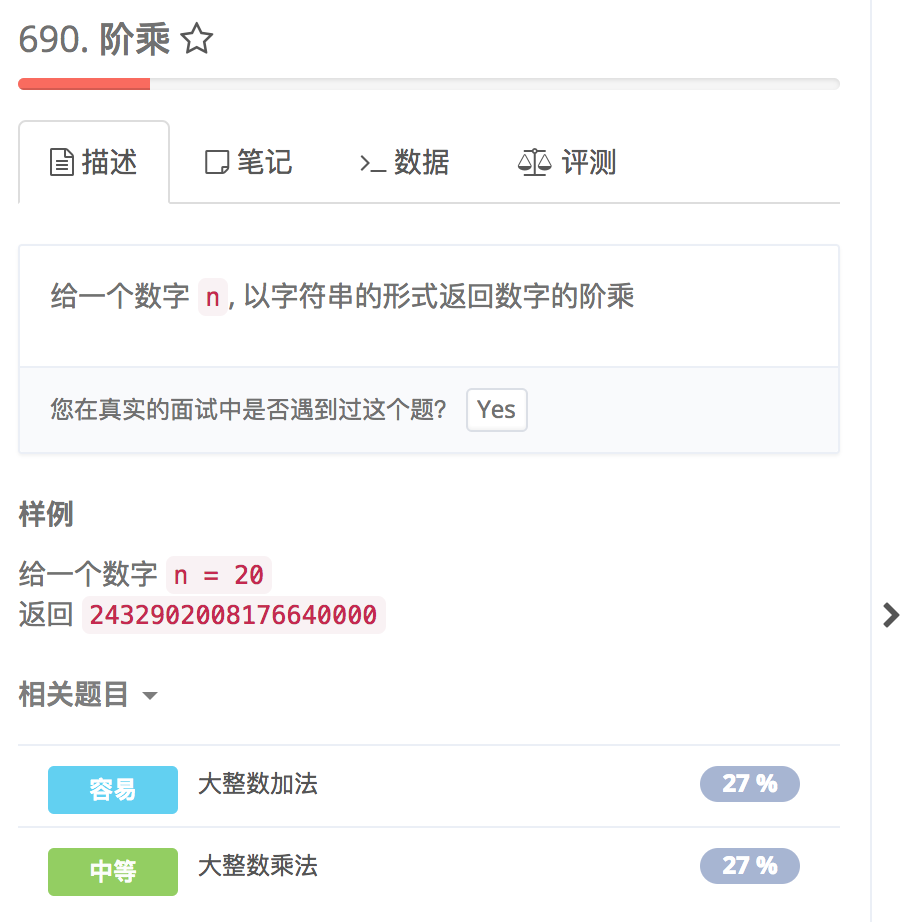 690. 阶乘
描述 笔记 >_ 数据 评测
给一个数字 n, 以字符串的形式返回数字的阶乘
您在真实的面试中是否遇到过这个题? Yes
样例
给一个数字 n = 20
返回 2432902008176640000
相关题目
容易 大整数加法 27 %
中等 大整数乘法 27 %